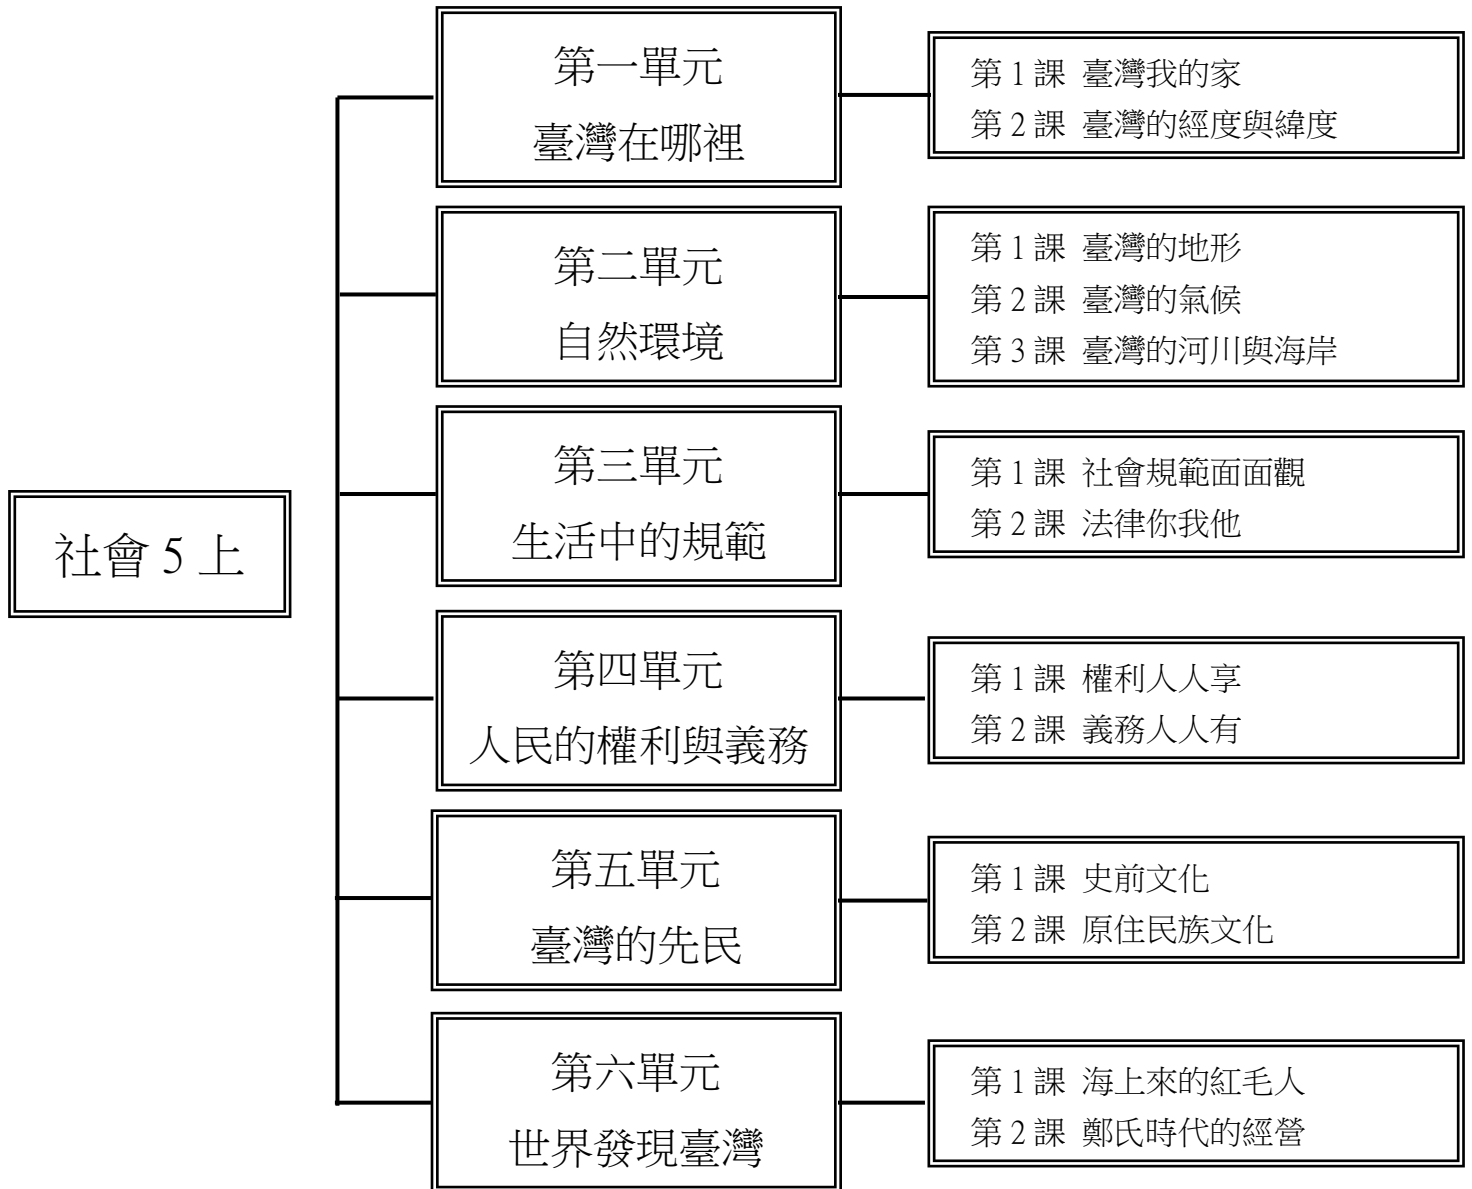 社會 5 上
第一單元
臺灣在哪裡
第 1 課 臺灣我的家
第 2 課 臺灣的經度與緯度
第二單元
自然環境
第 1 課 臺灣的地形
第 2 課 臺灣的氣候
第 3 課 臺灣的河川與海岸
第三單元
生活中的規範
第 1 課 社會規範面面觀
第 2 課 法律你我他
第四單元
人民的權利與義務
第 1 課 權利人人享
第 2 課 義務人人有
第五單元
臺灣的先民
第 1 課 史前文化
第 2 課 原住民族文化
第六單元
世界發現臺灣
第 1 課 海上來的紅毛人
第 2 課 鄭氏時代的經營